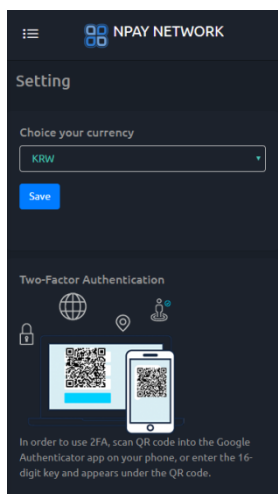 NPAY NETWORK
Setting
Choice your currency
KRW
Save
Two-Factor Authentication
In order to use 2FA, scan QR code into the Google
Authenticator app on your phone, or enter the 16-
digit key and appears under the QR code.